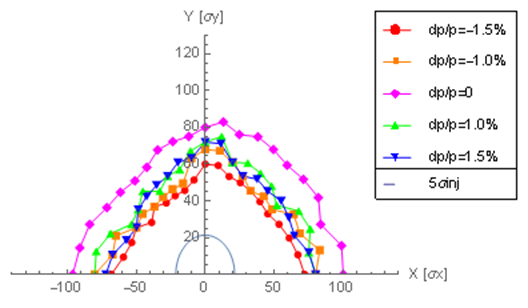 Y [σy]
120
100
80
60
40
20
−100
−50
0
50
100
X [σx]
dp/p=−1.5%
dp/p=−1.0%
dp/p=0
dp/p=1.0%
dp/p=1.5%
5σinj